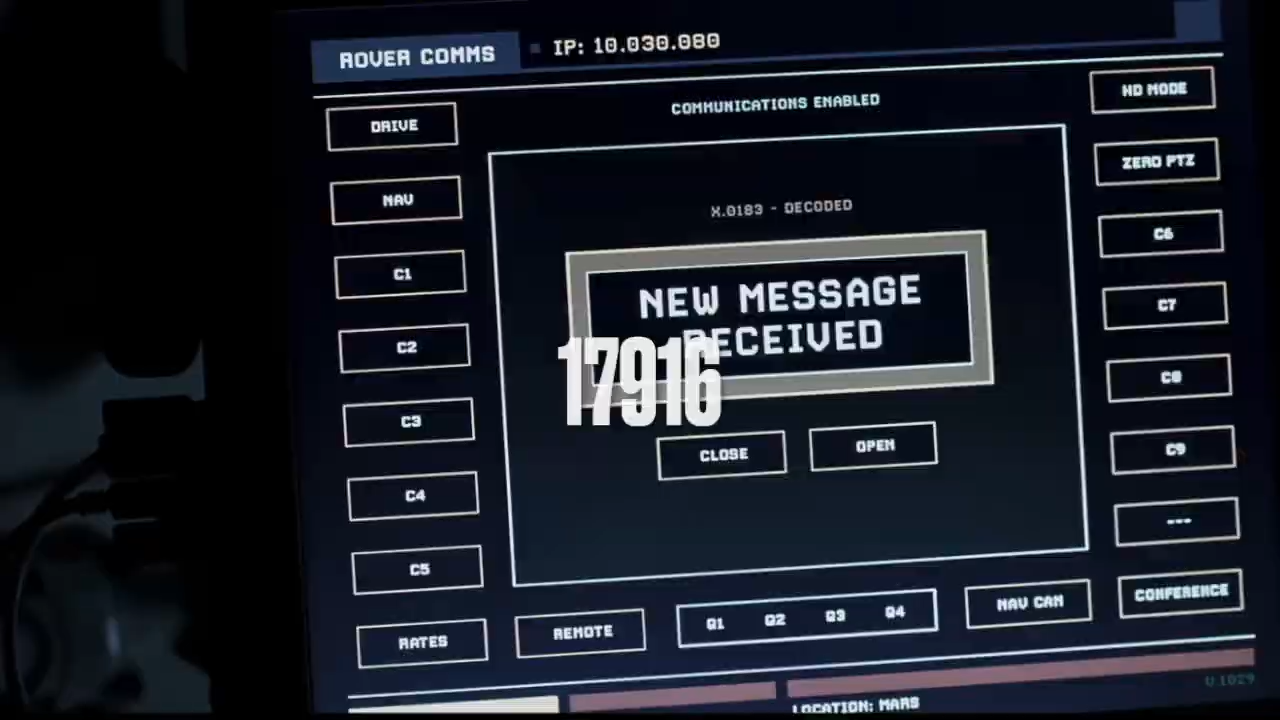 ROVER COMMS
IP: 10.030.080
COMMUNICATIONS ENABLED
HD MODE
DRIVE
ZERO PTZ
NAV
X.0183 - DECODED
C6
C1
NEW MESSAGE
RECEIVED
C7
C2
17916
C8
C3
CLOSE
OPEN
C9
C4
---
C5
CONFERENCE
NAV CAM
RATES
REMOTE
Q1 Q2 Q3 Q4
V.1029
LOCATION: MARS